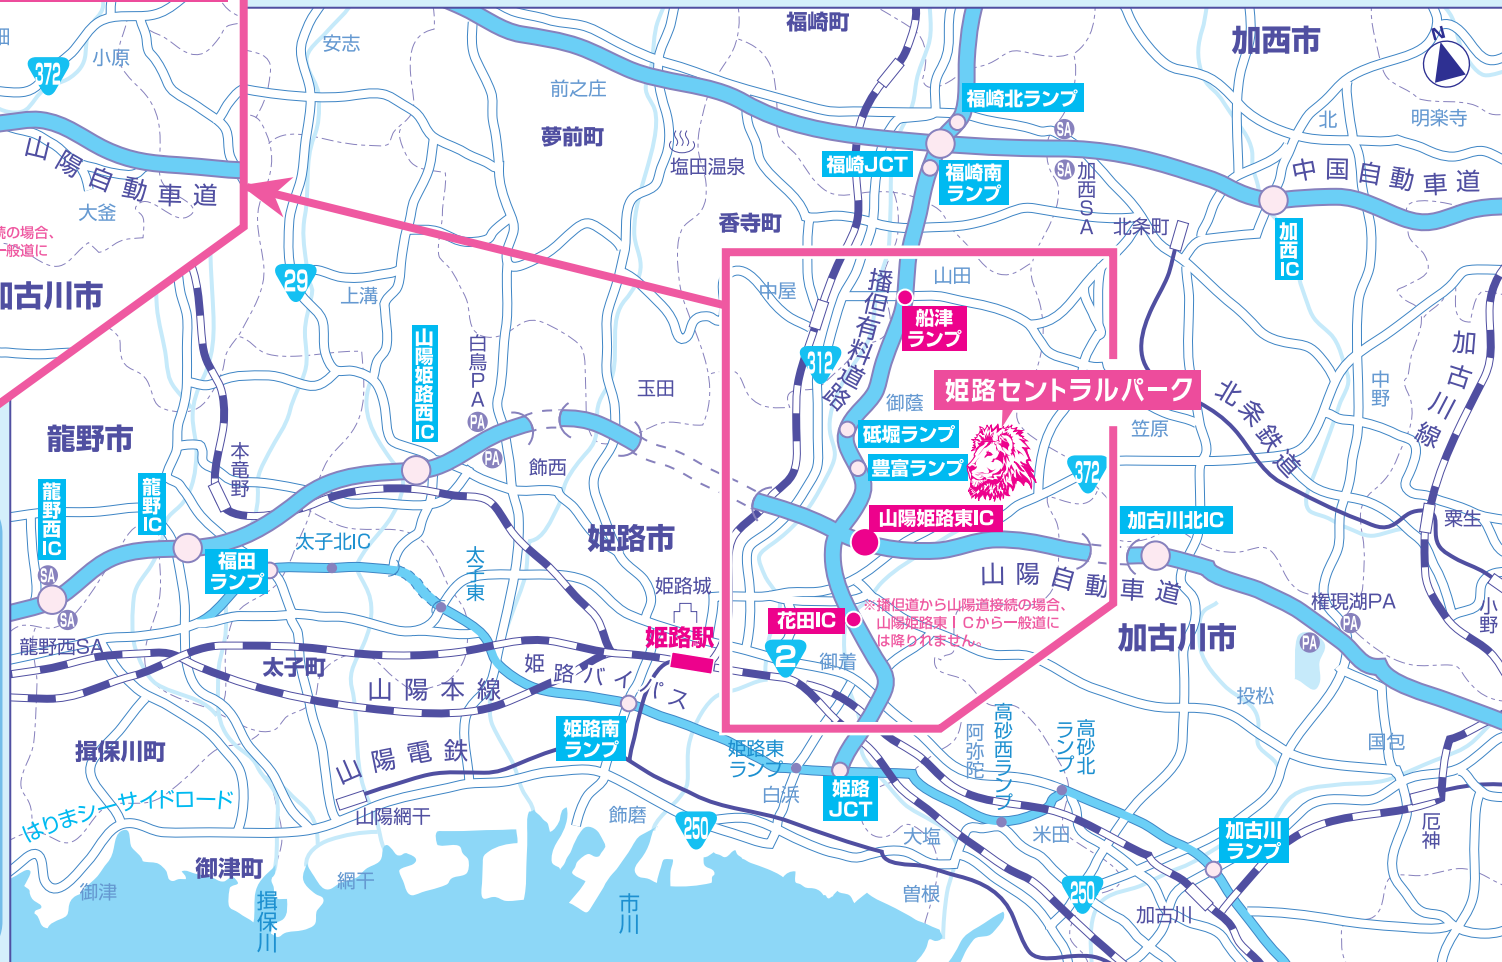 372
小原
安志
福崎町
加西市
N
前之庄
夢前町
塩田温泉
福崎北ランプ
SA
北
明楽寺
山陽自動車道
大釜
続の場合、
一般道に
加古川市
福崎JCT
福崎南
ランプ
SA
加西SA
中国自動車道
北条町
加西IC
香寺町
29
上溝
山陽姫路西IC
白鳥PA
PA
PA
飾西
玉田
中屋
播但有料道路
山田
船津
ランプ
312
御蔭
姫路セントラルパーク
砥堀ランプ
豊富ランプ
372
笠原
北条鉄道
中野
加古川線
粟生
小野
龍野市
本竜野
龍野西IC
龍野IC
SA
SA
龍野西SA
福田
ランプ
太子北IC
太子東
姫路市
姫路城
姫路駅
山陽姫路東IC
加古川北IC
山陽自動車道
※播但道から山陽道接続の場合、
山陽姫路東ICから一般道に
は降りれません。
花田IC
2
御着
加古川市
権現湖PA
PA
PA
太子町
山陽本線
姫路バイパス
揖保川町
山陽電鉄
姫路南
ランプ
姫路東
ランプ
白浜
姫路
JCT
阿弥陀
高砂西ランプ
高砂北
ランプ
投松
国包
はりまシーサイドロード
山陽網干
飾磨
250
大塩
米田
加古川
ランプ
厄神
御津町
御津
揖保川
網干
市川
曽根
250
加古川